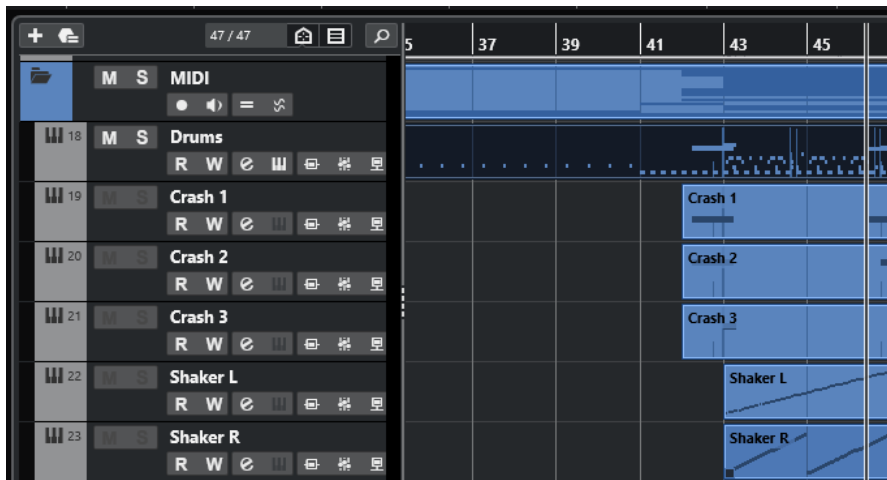 47 / 47
5 37 39 41 43 45
M S MIDI
18 M S Drums
R W e
19 M S Crash 1
R W e
Crash 1
20 M S Crash 2
R W e
Crash 2
21 M S Crash 3
R W e
Crash 3
22 M S Shaker L
R W e
Shaker L
23 M S Shaker R
R W e
Shaker R